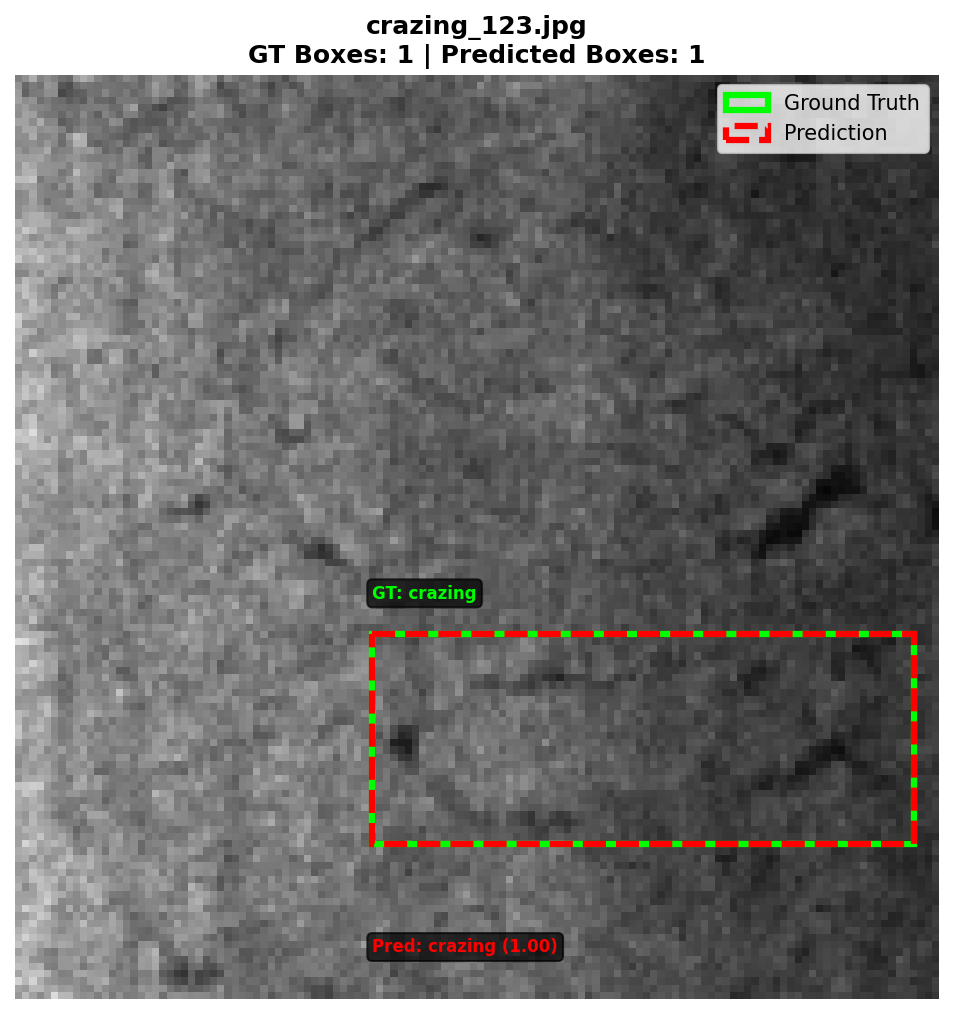 crazing_123.jpg
GT Boxes: 1 | Predicted Boxes: 1
Ground Truth
Prediction
GT: crazing
Pred: crazing (1.00)